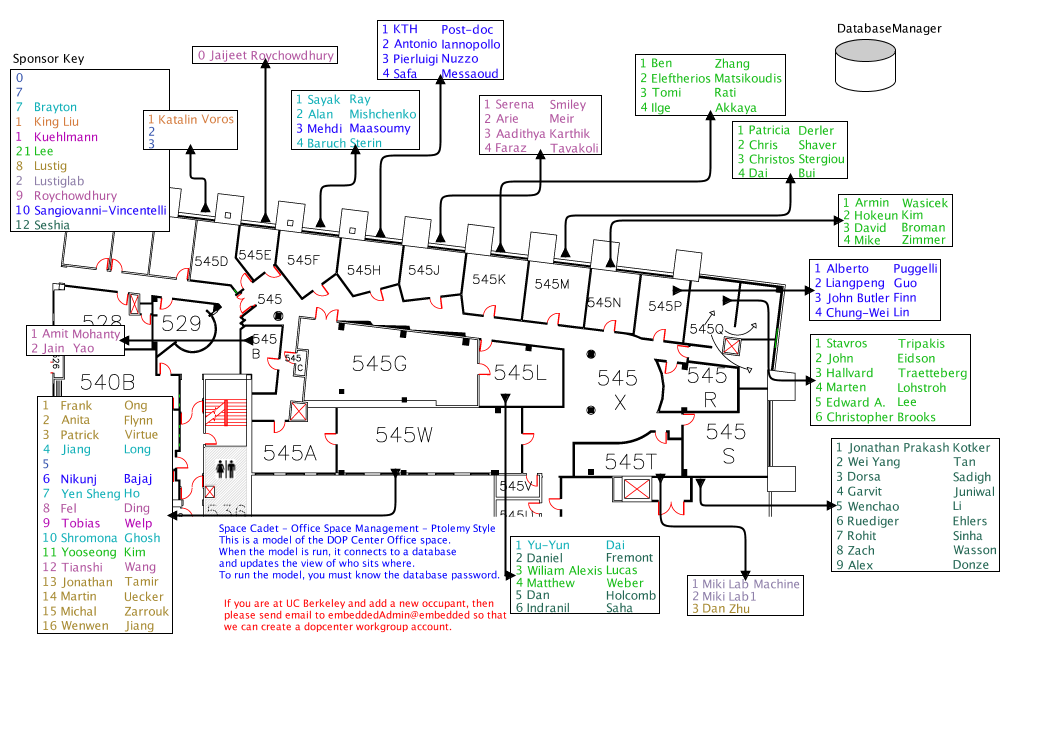 DatabaseManager
Sponsor Key
0
7
7 Brayton
1 King Liu
1 Kuehlmann
21 Lee
8 Lustig
2 Lustiglab
9 Roychowdhury
10 Sangiovanni-Vincentelli
12 Seshia
1 Katalin Voros
2
3
0 Jaijeet Roychowdhury
1 KTH Post-doc
2 Antonio Iannopollo
3 Pierluigi Nuzzo
4 Safa Messaoud
1 Sayak Ray
2 Alan Mishchenko
3 Mehdi Maasoumy
4 Baruch Sterin
1 Serena Smiley
2 Arie Meir
3 Aadithya Karthik
4 Faraz Tavakoli
1 Ben Zhang
2 Eleftherios Matsikoudis
3 Tomi Rati
4 Ilge Akkaya
1 Patricia Derler
2 Chris Shaver
3 Christos Stergiou
4 Dai Bui
1 Armin Wasicek
2 Hokeun Kim
3 David Broman
4 Mike Zimmer
1 Alberto Puggelli
2 Liangpeng Guo
3 John Butler Finn
4 Chung-Wei Lin
1 Stavros Tripakis
2 John Eidson
3 Hallvard Traetteberg
4 Marten Lohstroh
5 Edward A. Lee
6 Christopher Brooks
1 Jonathan Prakash Kotker
2 Wei Yang Tan
3 Dorsa Sadigh
4 Garvit Juniwal
5 Wenchao Li
6 Ruediger Ehlers
7 Rohit Sinha
8 Zach Wasson
9 Alex Donze
545D
545E
545F
545H
545J
545K
545M
545N
545P
545Q
545
528
529
1 Amit Mohanty
2 Jain Yao
545
B
545
C
545G
545L
545
X
545
R
540B
545A
545W
545T
545
S
545V
1 Frank Ong
2 Anita Flynn
3 Patrick Virtue
4 Jiang Long
5
6 Nikunj Bajaj
7 Yen Sheng Ho
8 Fel Ding
9 Tobias Welp
10 Shromona Ghosh
11 Yooseong Kim
12 Tianshi Wang
13 Jonathan Tamir
14 Martin Uecker
15 Michal Zarrouk
16 Wenwen Jiang
Space Cadet - Office Space Management - Ptolemy Style
This is a model of the DOP Center Office space.
When the model is run, it connects to a database
and updates the view of who sits where.
To run the model, you must know the database password.
If you are at UC Berkeley and add a new occupant, then
please send email to embeddedAdmin@embedded so that
we can create a dopcenter workgroup account.
1 Yu-Yun Dai
2 Daniel Fremont
3 Wiliam Alexis Lucas
4 Matthew Weber
5 Dan Holcomb
6 Indranil Saha
1 Miki Lab Machine
2 Miki Lab1
3 Dan Zhu